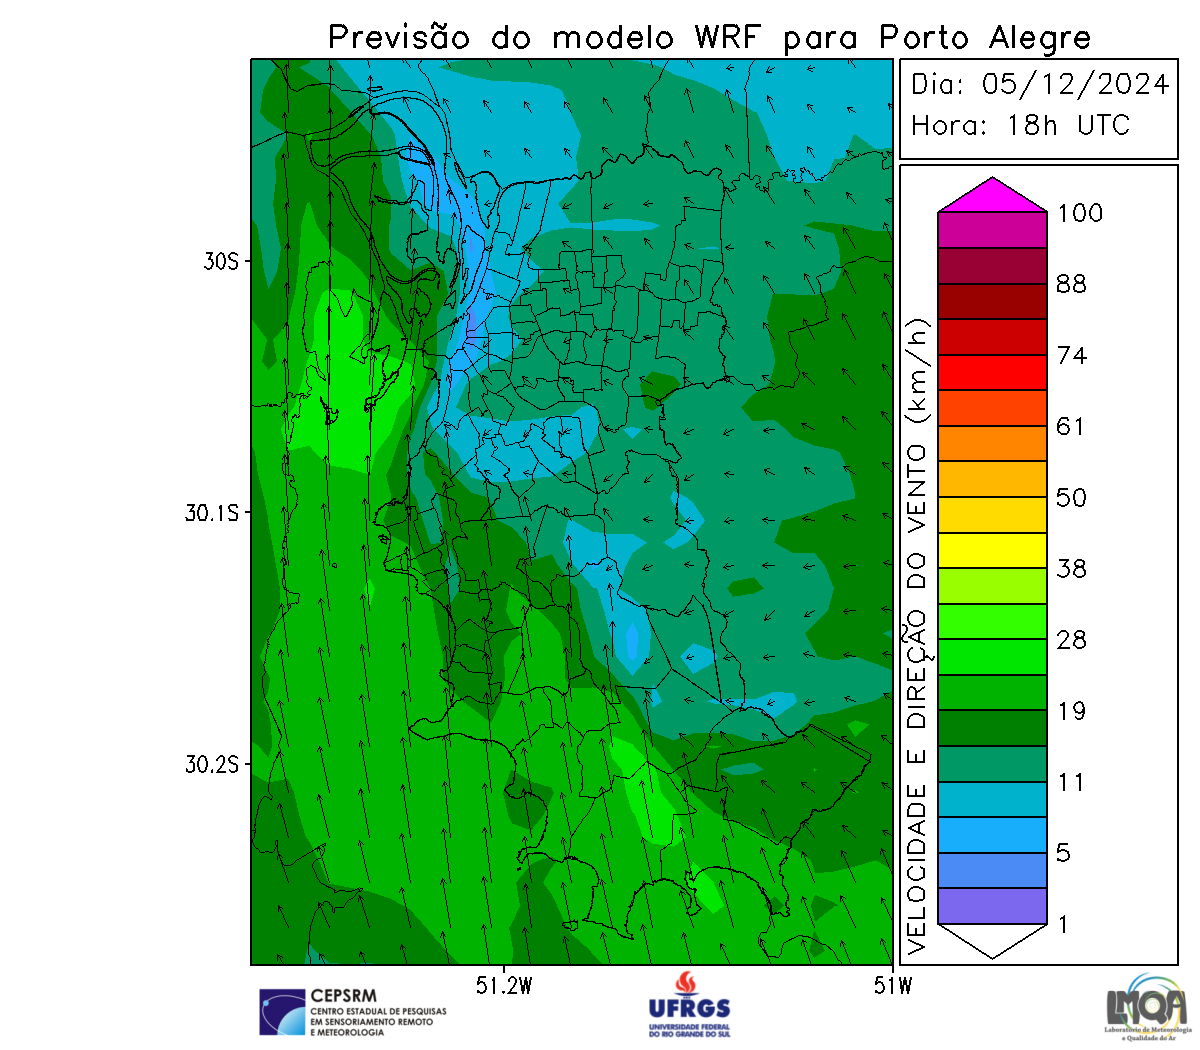 Previsão do modelo WRF para Porto Alegre
Dia: 05/12/2024
Hora: 18h UTC
30S
30.1S
30.2S
51.2W
51W
VELOCIDADE E DIREÇÃO DO VENTO (km/h)
100
88
74
61
50
38
28
19
11
5
1
CEPSRM
CENTRO ESTADUAL DE PESQUISAS
EM SENSORIAMENTO REMOTO
E METEOROLOGIA
UFRGS
UNIVERSIDADE FEDERAL
DO RIO GRANDE DO SUL
LMQA
Laboratório de Meteorologia
e Qualidade do Ar